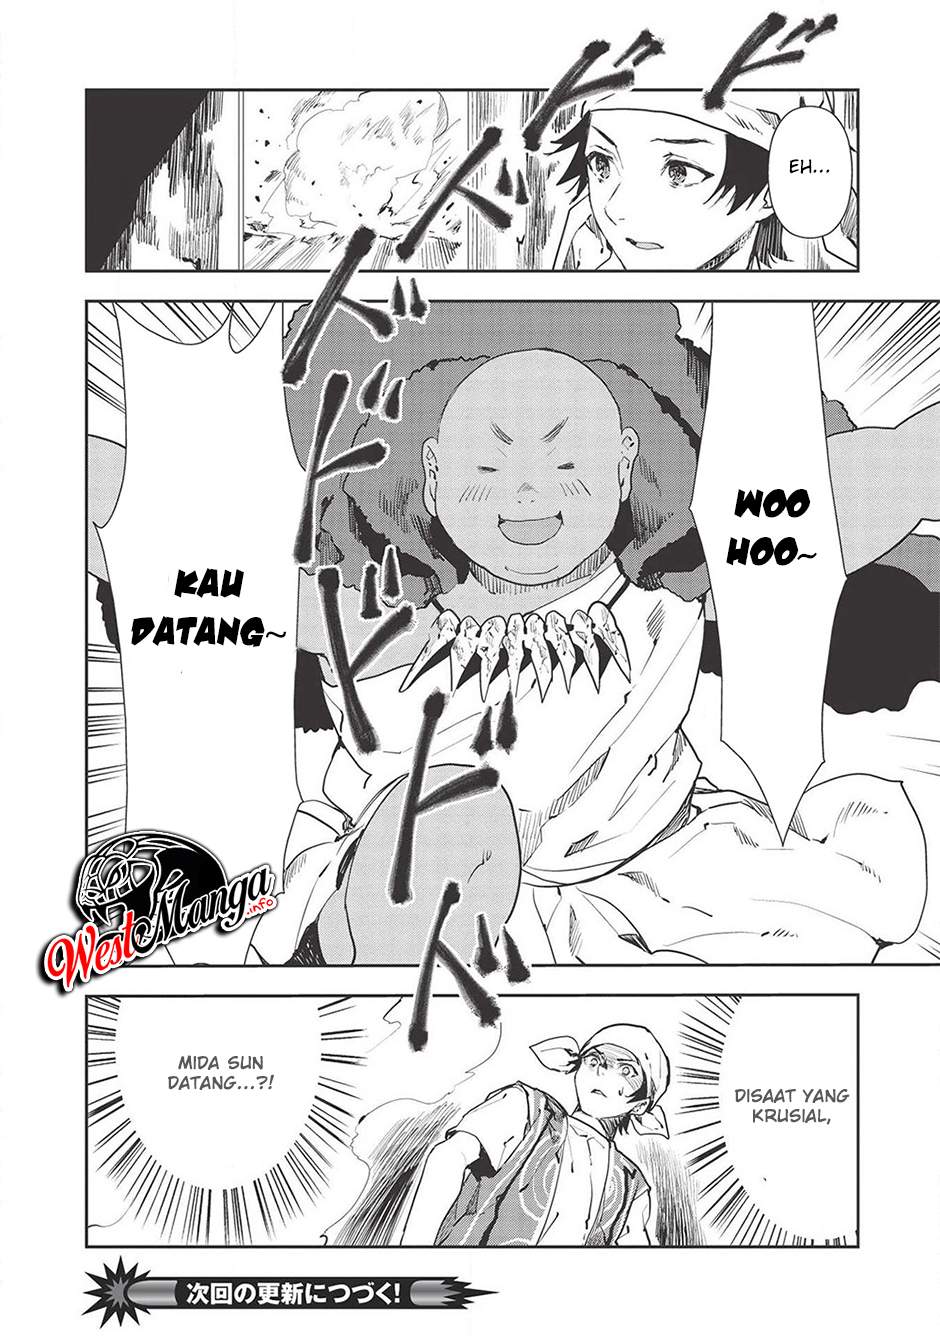 ドドドドドドドド
EH...
WOO
HOO~
KAU
DATANG~
WestManga
.info
DISAAT YANG
KRUSIAL,
MIDA SUN
DATANG...?!
次回の更新につづく!